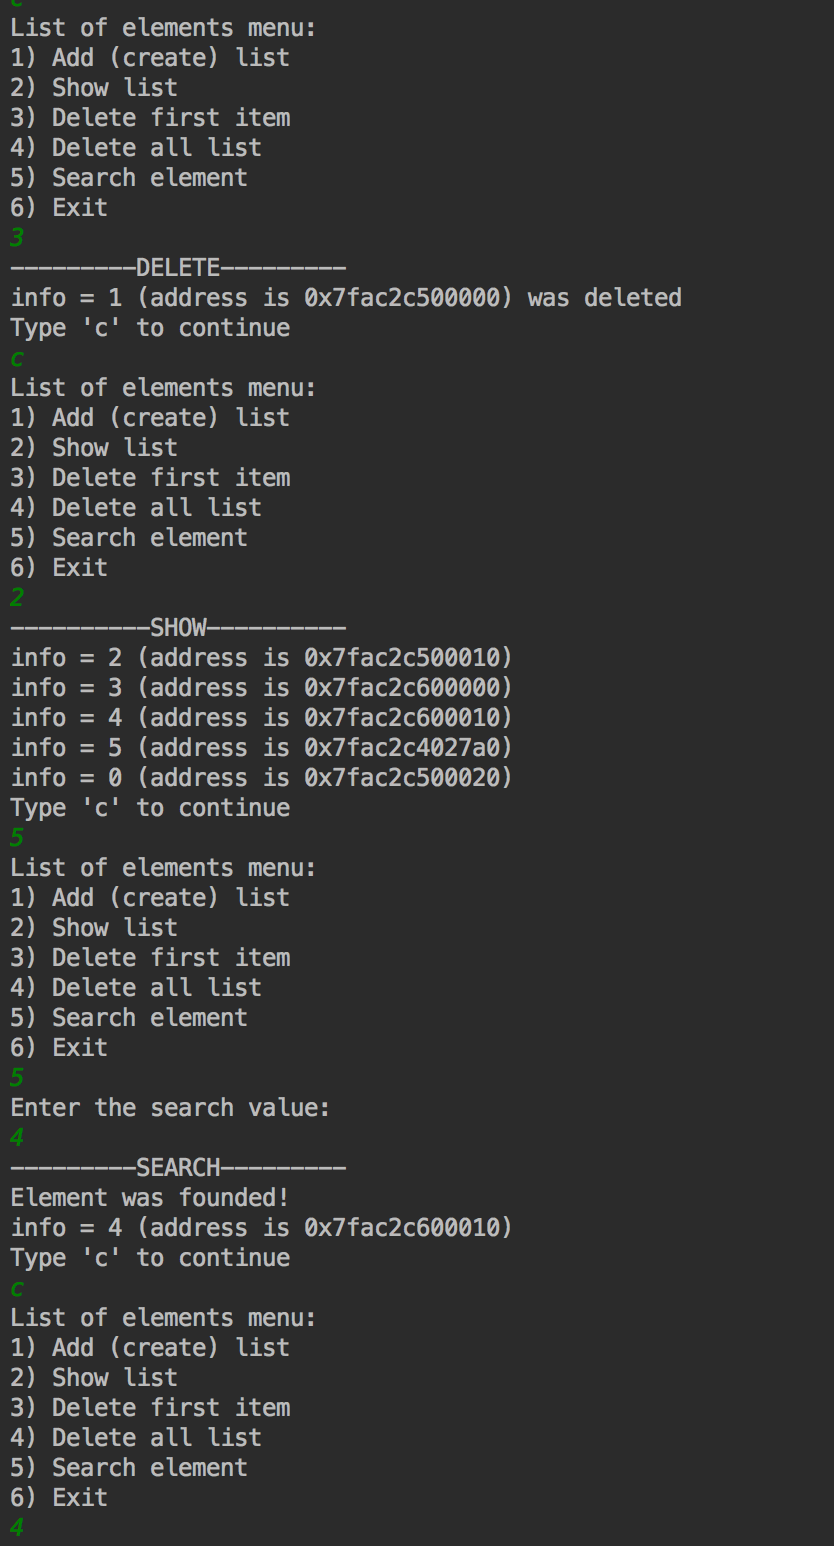 c
List of elements menu:
1) Add (create) list
2) Show list
3) Delete first item
4) Delete all list
5) Search element
6) Exit
3
---------DELETE---------
info = 1 (address is 0x7fac2c500000) was deleted
Type 'c' to continue
c
List of elements menu:
1) Add (create) list
2) Show list
3) Delete first item
4) Delete all list
5) Search element
6) Exit
2
----------SHOW----------
info = 2 (address is 0x7fac2c500010)
info = 3 (address is 0x7fac2c600000)
info = 4 (address is 0x7fac2c600010)
info = 5 (address is 0x7fac2c4027a0)
info = 0 (address is 0x7fac2c500020)
Type 'c' to continue
5
List of elements menu:
1) Add (create) list
2) Show list
3) Delete first item
4) Delete all list
5) Search element
6) Exit
5
Enter the search value:
4
---------SEARCH---------
Element was founded!
info = 4 (address is 0x7fac2c600010)
Type 'c' to continue
c
List of elements menu:
1) Add (create) list
2) Show list
3) Delete first item
4) Delete all list
5) Search element
6) Exit
4